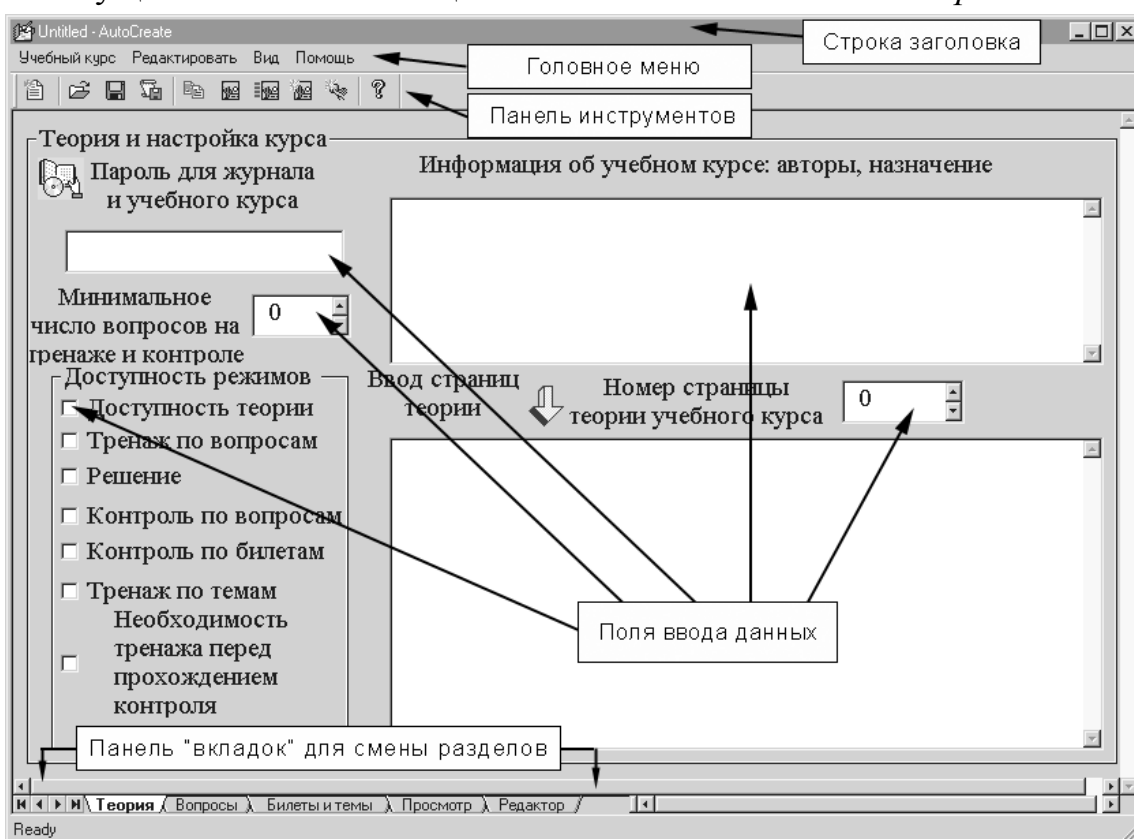 Untitled - AutoCreate
Строка заголовка
Учебный курс Редактировать Вид Помощь
Головное меню
Панель инструментов
Теория и настройка курса
Пароль для журнала
и учебного курса
Информация об учебном курсе: авторы, назначение
Минимальное
число вопросов на
тренаже и контроле
0
Доступность режимов
Доступность теории
Тренаж по вопросам
Решение
Контроль по вопросам
Контроль по билетам
Тренаж по темам
Необходимость
тренажа перед
прохождением
контроля
Ввод страниц
теории
Номер страницы
теории учебного курса
0
Поля ввода данных
Панель "вкладок" для смены разделов
Теория Вопросы Билеты и темы Просмотр Редактор
Ready